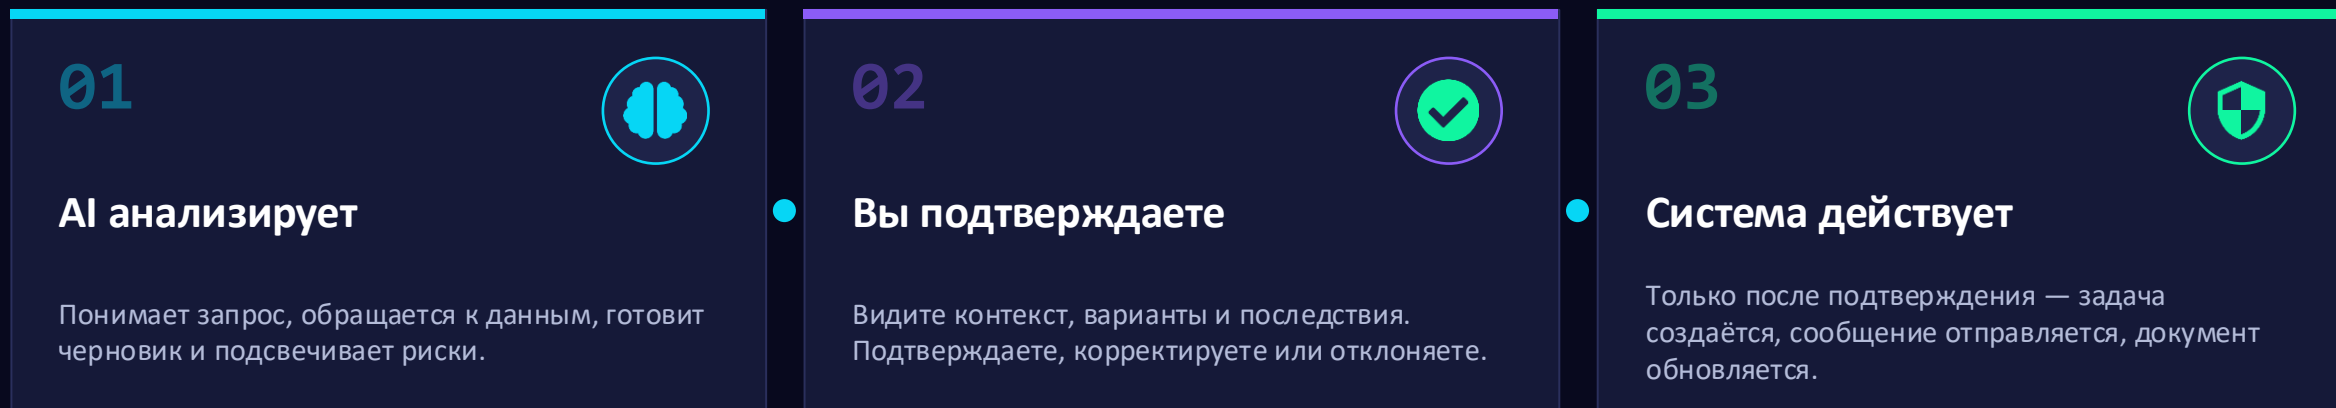 01
AI анализирует
Понимает запрос, обращается к данным, готовит
черновик и подсвечивает риски.
02
Вы подтверждаете
Видите контекст, варианты и последствия.
Подтверждаете, корректируете или отклоняете.
03
Система действует
Только после подтверждения — задача
создаётся, сообщение отправляется, документ
обновляется.